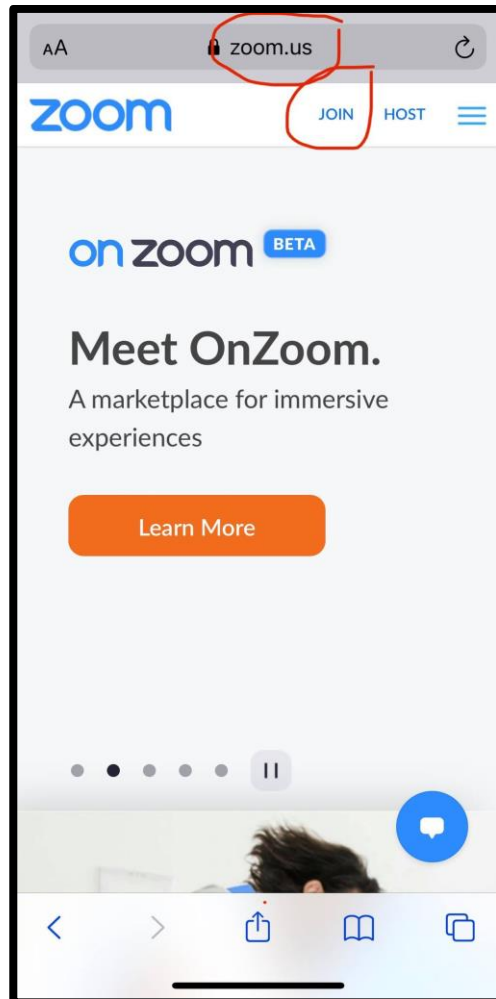 AA zoom.us
zoom JOIN HOST
on zoom BETA
Meet OnZoom.
A marketplace for immersive
experiences
Learn More